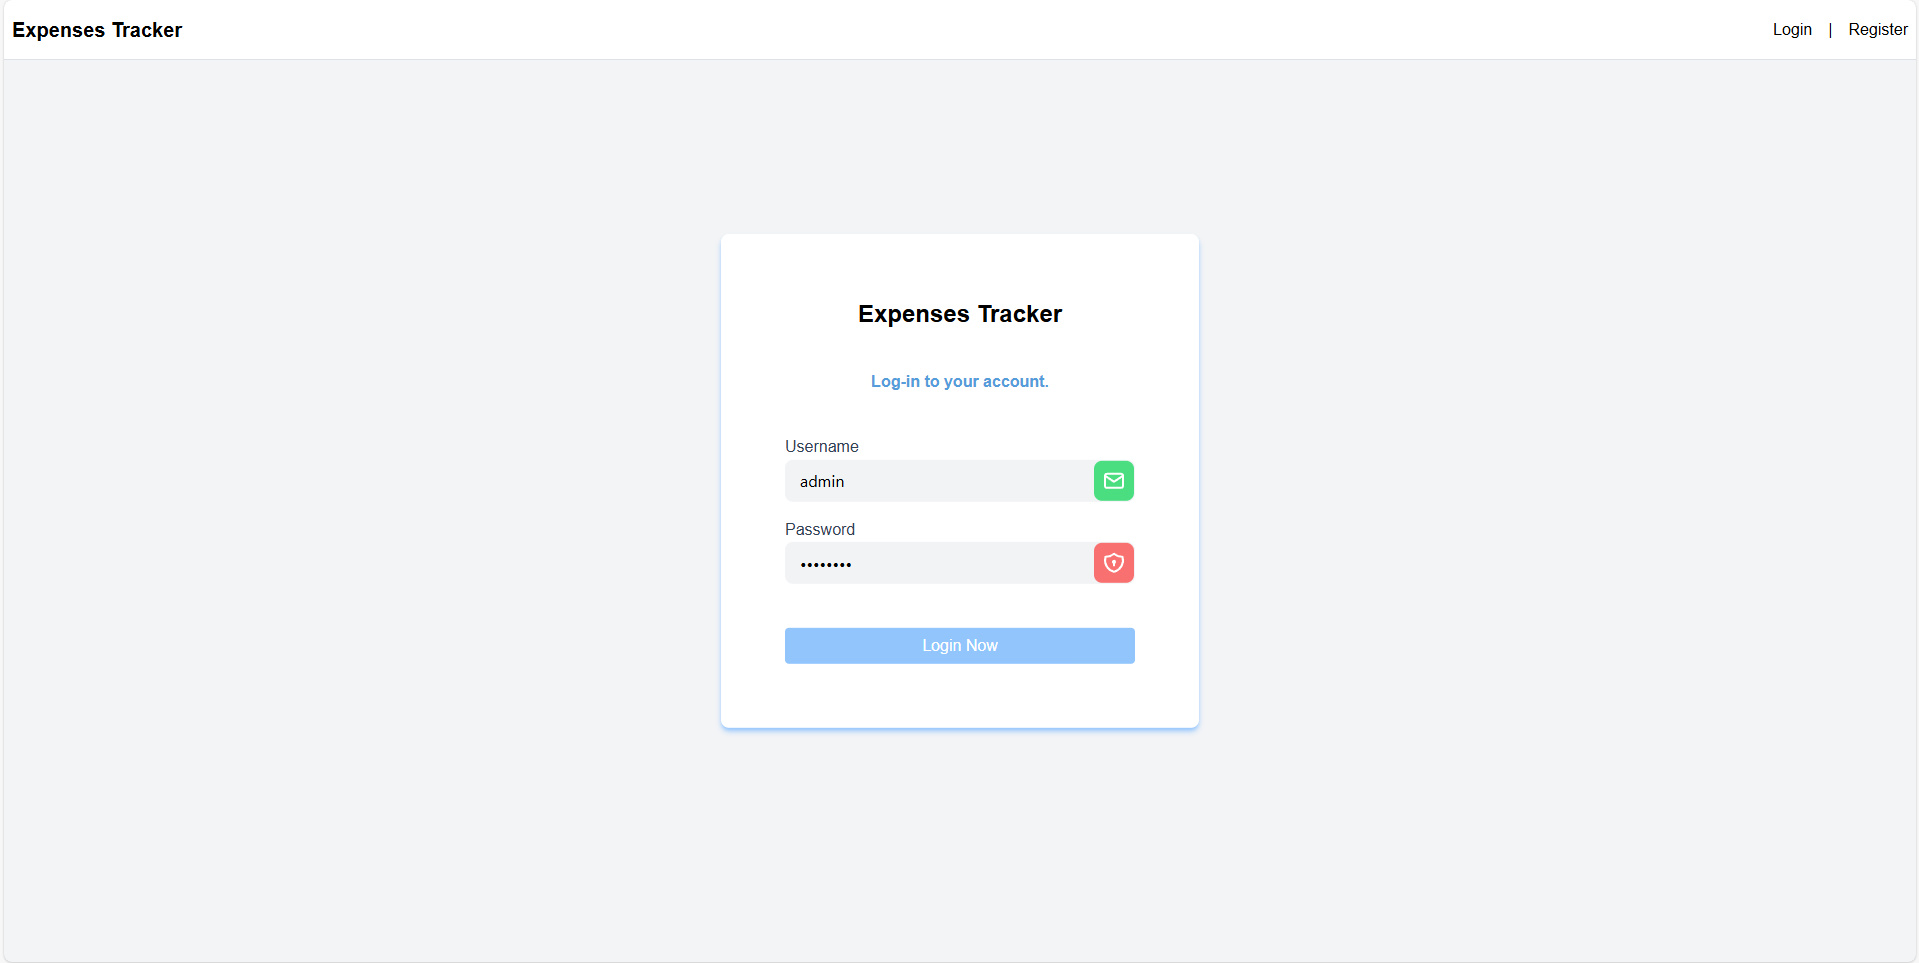 Expenses Tracker
Login | Register
Expenses Tracker
Log-in to your account.
Username
admin
Password
••••••••
Login Now